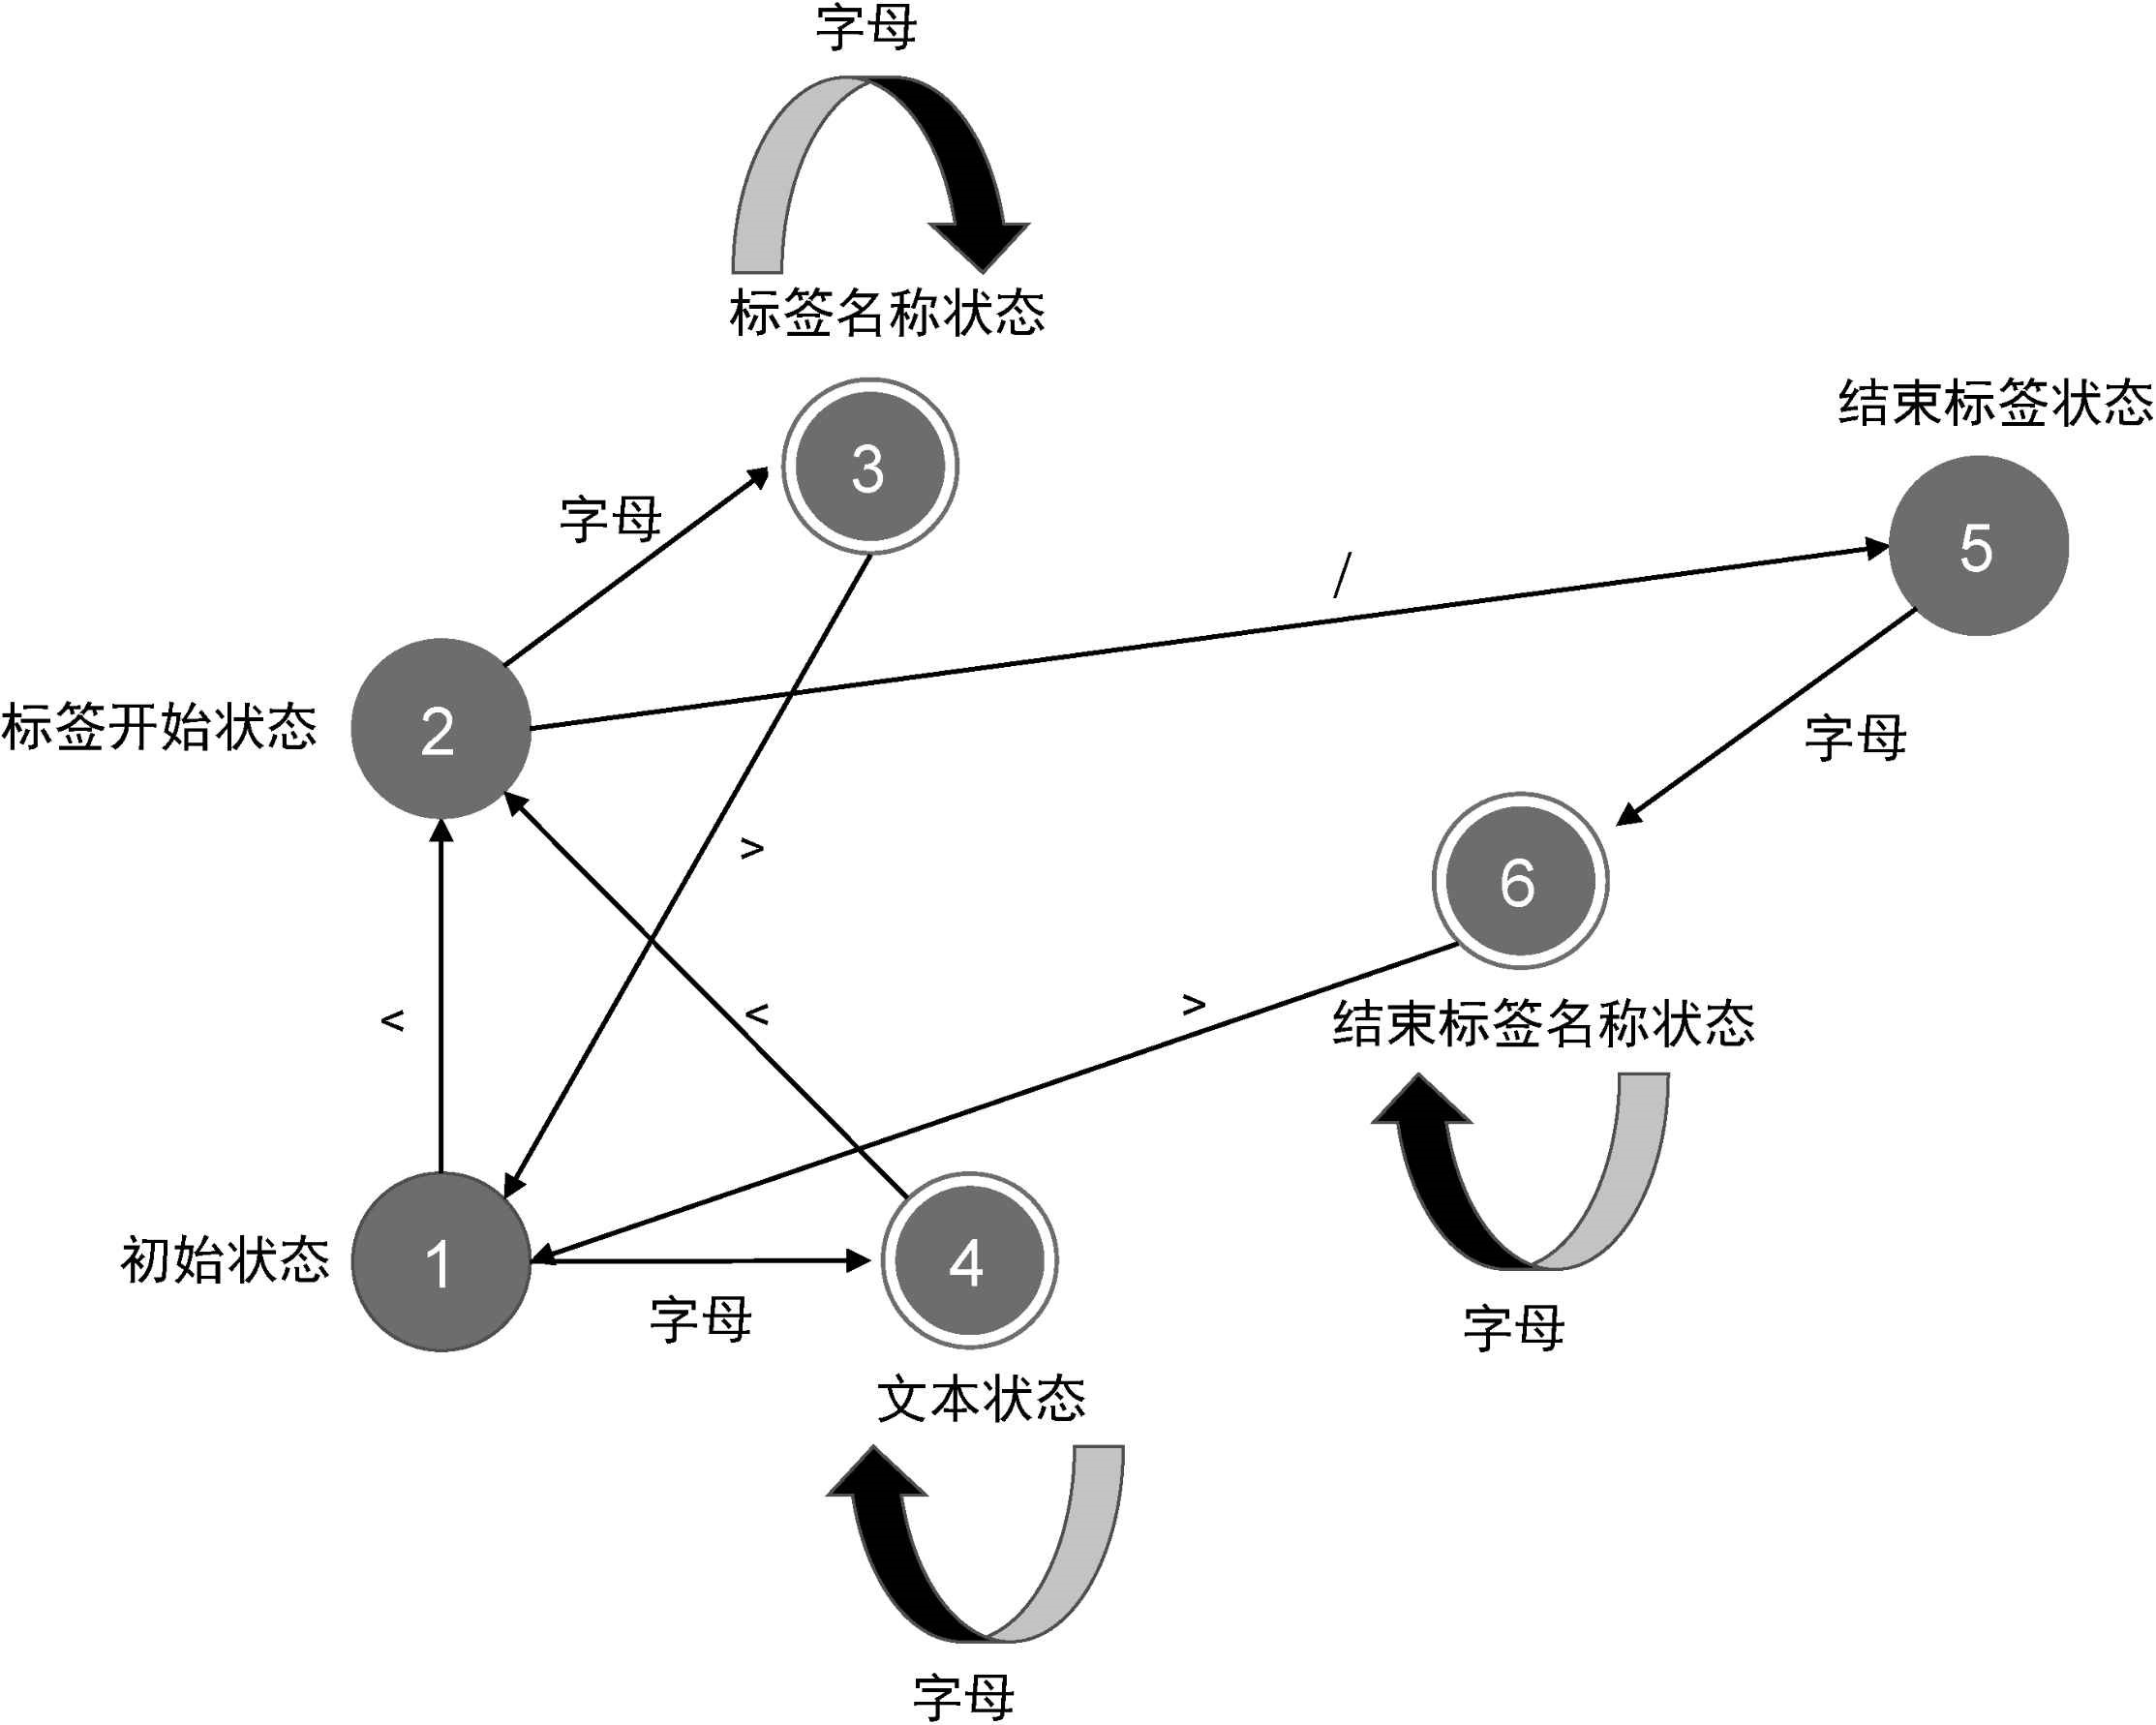 字母
标签名称状态
3
结束标签状态
5
字母
/
标签开始状态
2
字母
>
6
<
<
>
结束标签名称状态
初始状态
1
4
字母
字母
文本状态
字母